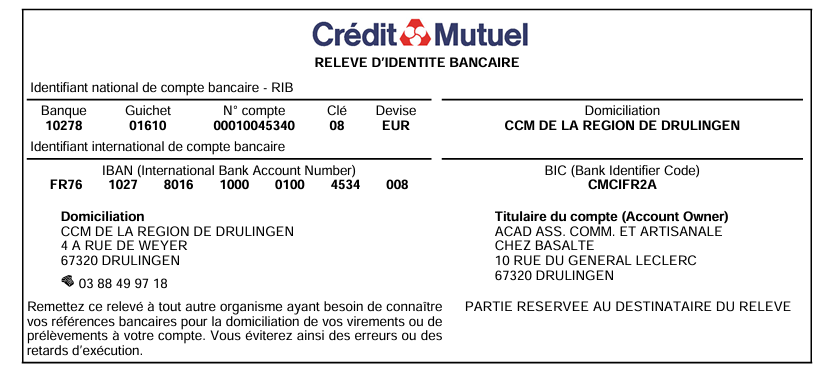 Crédit Mutuel
RELEVE D'IDENTITE BANCAIRE
Identifiant national de compte bancaire - RIB
Banque Guichet N° compte Clé Devise
10278 01610 00010045340 08 EUR
Domiciliation
CCM DE LA REGION DE DRULINGEN
Identifiant international de compte bancaire
IBAN (International Bank Account Number)
FR76 1027 8016 1000 0100 4534 008
BIC (Bank Identifier Code)
CMCIFR2A
Domiciliation
CCM DE LA REGION DE DRULINGEN
4 A RUE DE WEYER
67320 DRULINGEN
03 88 49 97 18
Titulaire du compte (Account Owner)
ACAD ASS. COMM. ET ARTISANALE
CHEZ BASALTE
10 RUE DU GENERAL LECLERC
67320 DRULINGEN
Remettez ce relevé à tout autre organisme ayant besoin de connaître
vos références bancaires pour la domiciliation de vos virements ou de
prélèvements à votre compte. Vous éviterez ainsi des erreurs ou des
retards d'exécution.
PARTIE RESERVEE AU DESTINATAIRE DU RELEVE